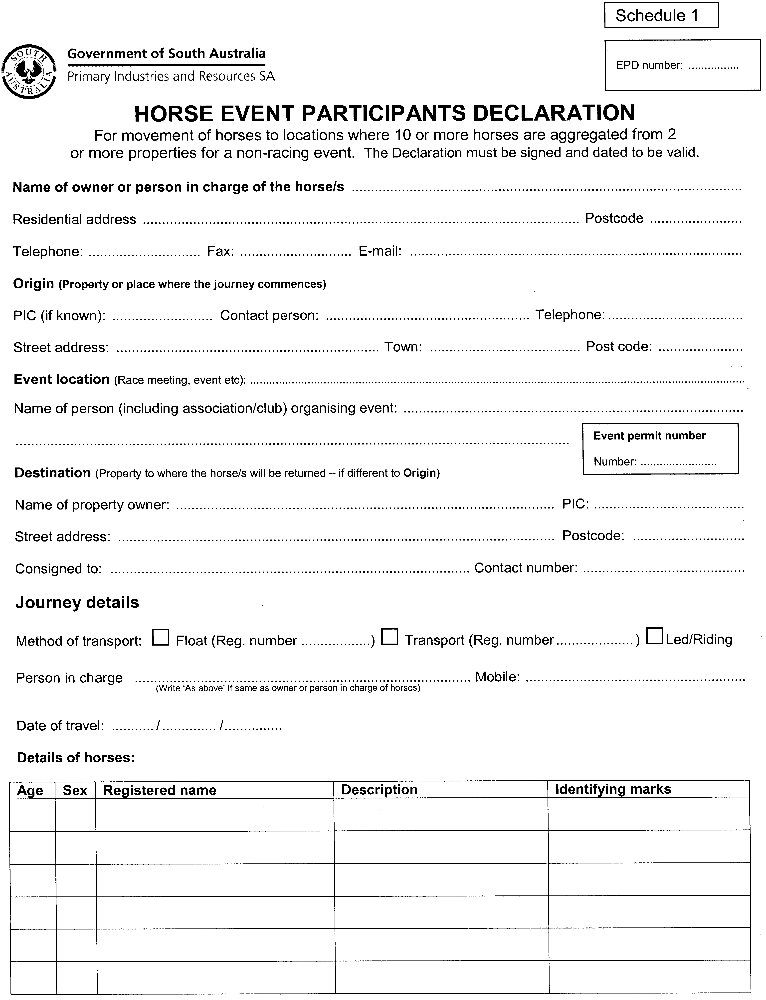 Schedule 1
SOUTH AUSTRALIA
Government of South Australia
Primary Industries and Resources SA
EPD number: ................
HORSE EVENT PARTICIPANTS DECLARATION
For movement of horses to locations where 10 or more horses are aggregated from 2
or more properties for a non-racing event. The Declaration must be signed and dated to be valid.
Name of owner or person in charge of the horse/s ................
Residential address ................ Postcode ................
Telephone: ................ Fax: ................ E-mail: ................
Origin (Property or place where the journey commences)
PIC (if known): ................ Contact person: ................ Telephone: ................
Street address: ................ Town: ................ Post code: ................
Event location (Race meeting, event etc): ................
Name of person (including association/club) organising event: ................
................
Event permit number
Number: ................
Destination (Property to where the horse/s will be returned – if different to Origin)
Name of property owner: ................ PIC: ................
Street address: ................ Postcode: ................
Consigned to: ................ Contact number: ................
Journey details
Method of transport: Float (Reg. number ................) Transport (Reg. number ................) Led/Riding
Person in charge ................ Mobile: ................
(Write 'As above' if same as owner or person in charge of horses)
Date of travel: .........../............../...............
Details of horses:
Age Sex Registered name Description Identifying marks